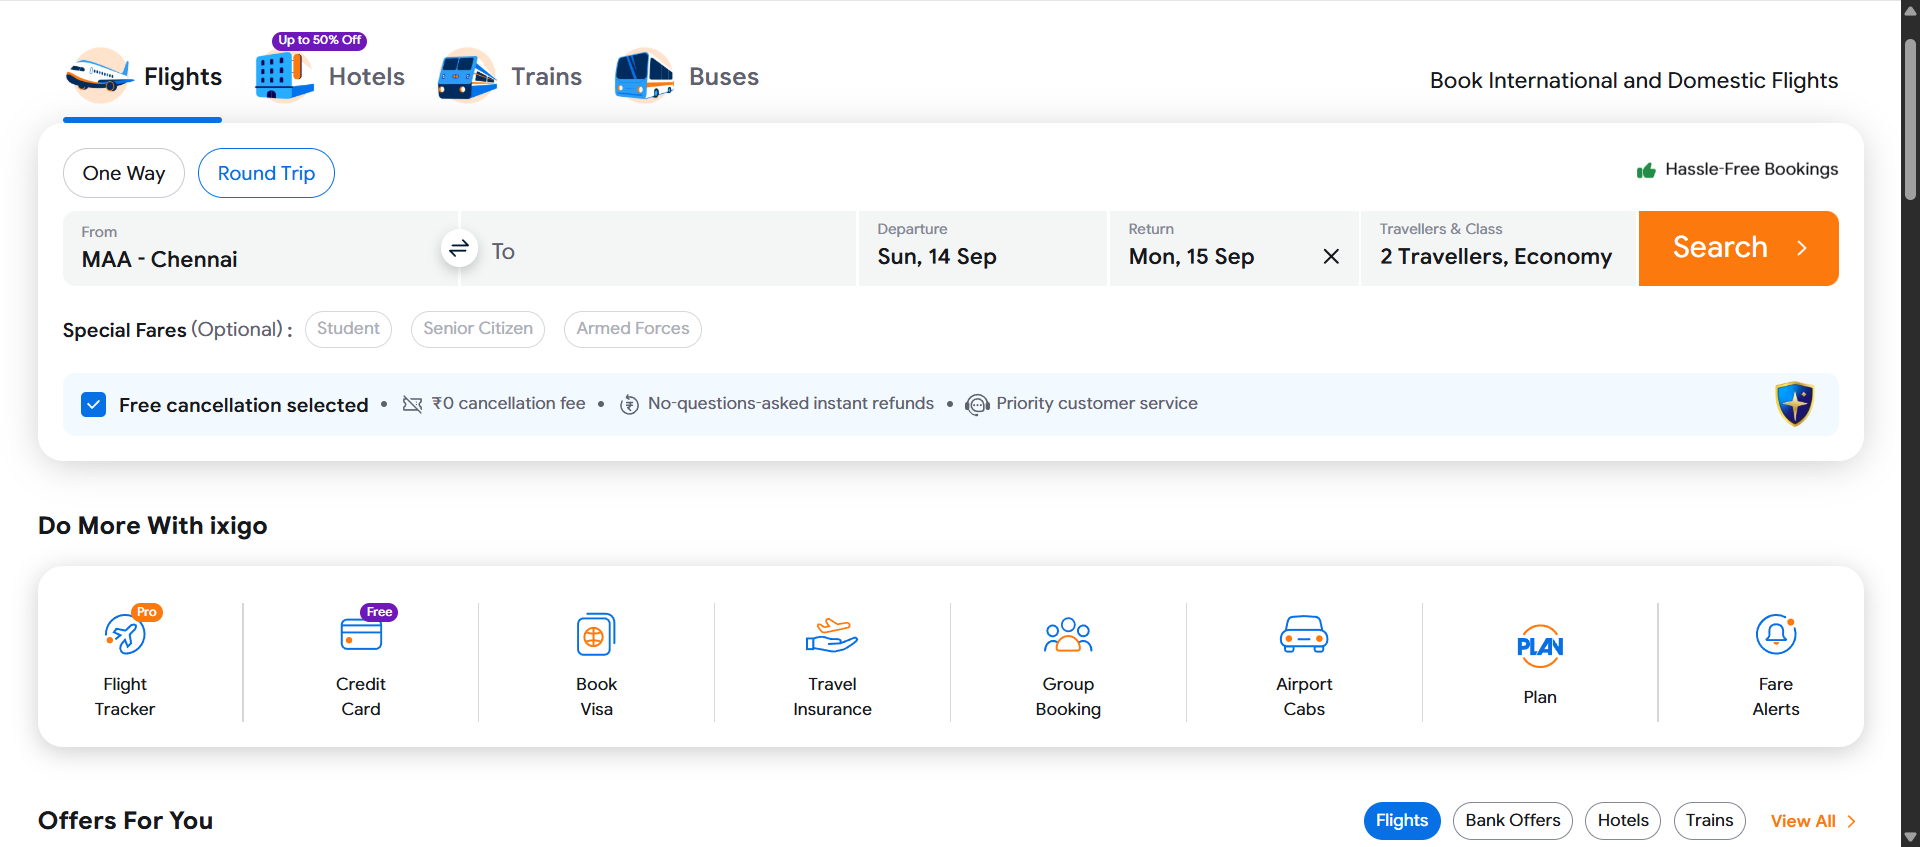 Up to 50% Off
Flights
Hotels
Trains
Buses
Book International and Domestic Flights
One Way
Round Trip
Hassle-Free Bookings
From
MAA - Chennai
To
Departure
Sun, 14 Sep
Return
Mon, 15 Sep
Travellers & Class
2 Travellers, Economy
Search
Special Fares (Optional) :
Student
Senior Citizen
Armed Forces
Free cancellation selected • ₹0 cancellation fee • No-questions-asked instant refunds • Priority customer service
Do More With ixigo
Pro
Flight
Tracker
Free
Credit
Card
Book
Visa
Travel
Insurance
Group
Booking
Airport
Cabs
PLAN
Plan
Fare
Alerts
Offers For You
Flights
Bank Offers
Hotels
Trains
View All